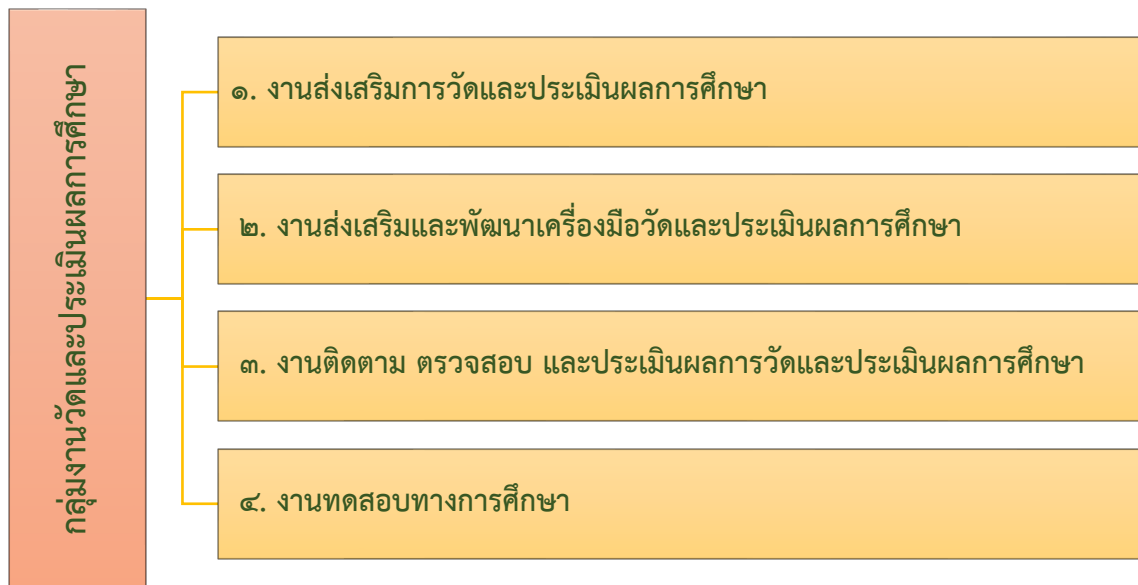 กลุ่มงานวัดและประเมินผลการศึกษา
๑. งานส่งเสริมการวัดและประเมินผลการศึกษา
๒. งานส่งเสริมและพัฒนาเครื่องมือวัดและประเมินผลการศึกษา
๓. งานติดตาม ตรวจสอบ และประเมินผลการวัดและประเมินผลการศึกษา
๔. งานทดสอบทางการศึกษา